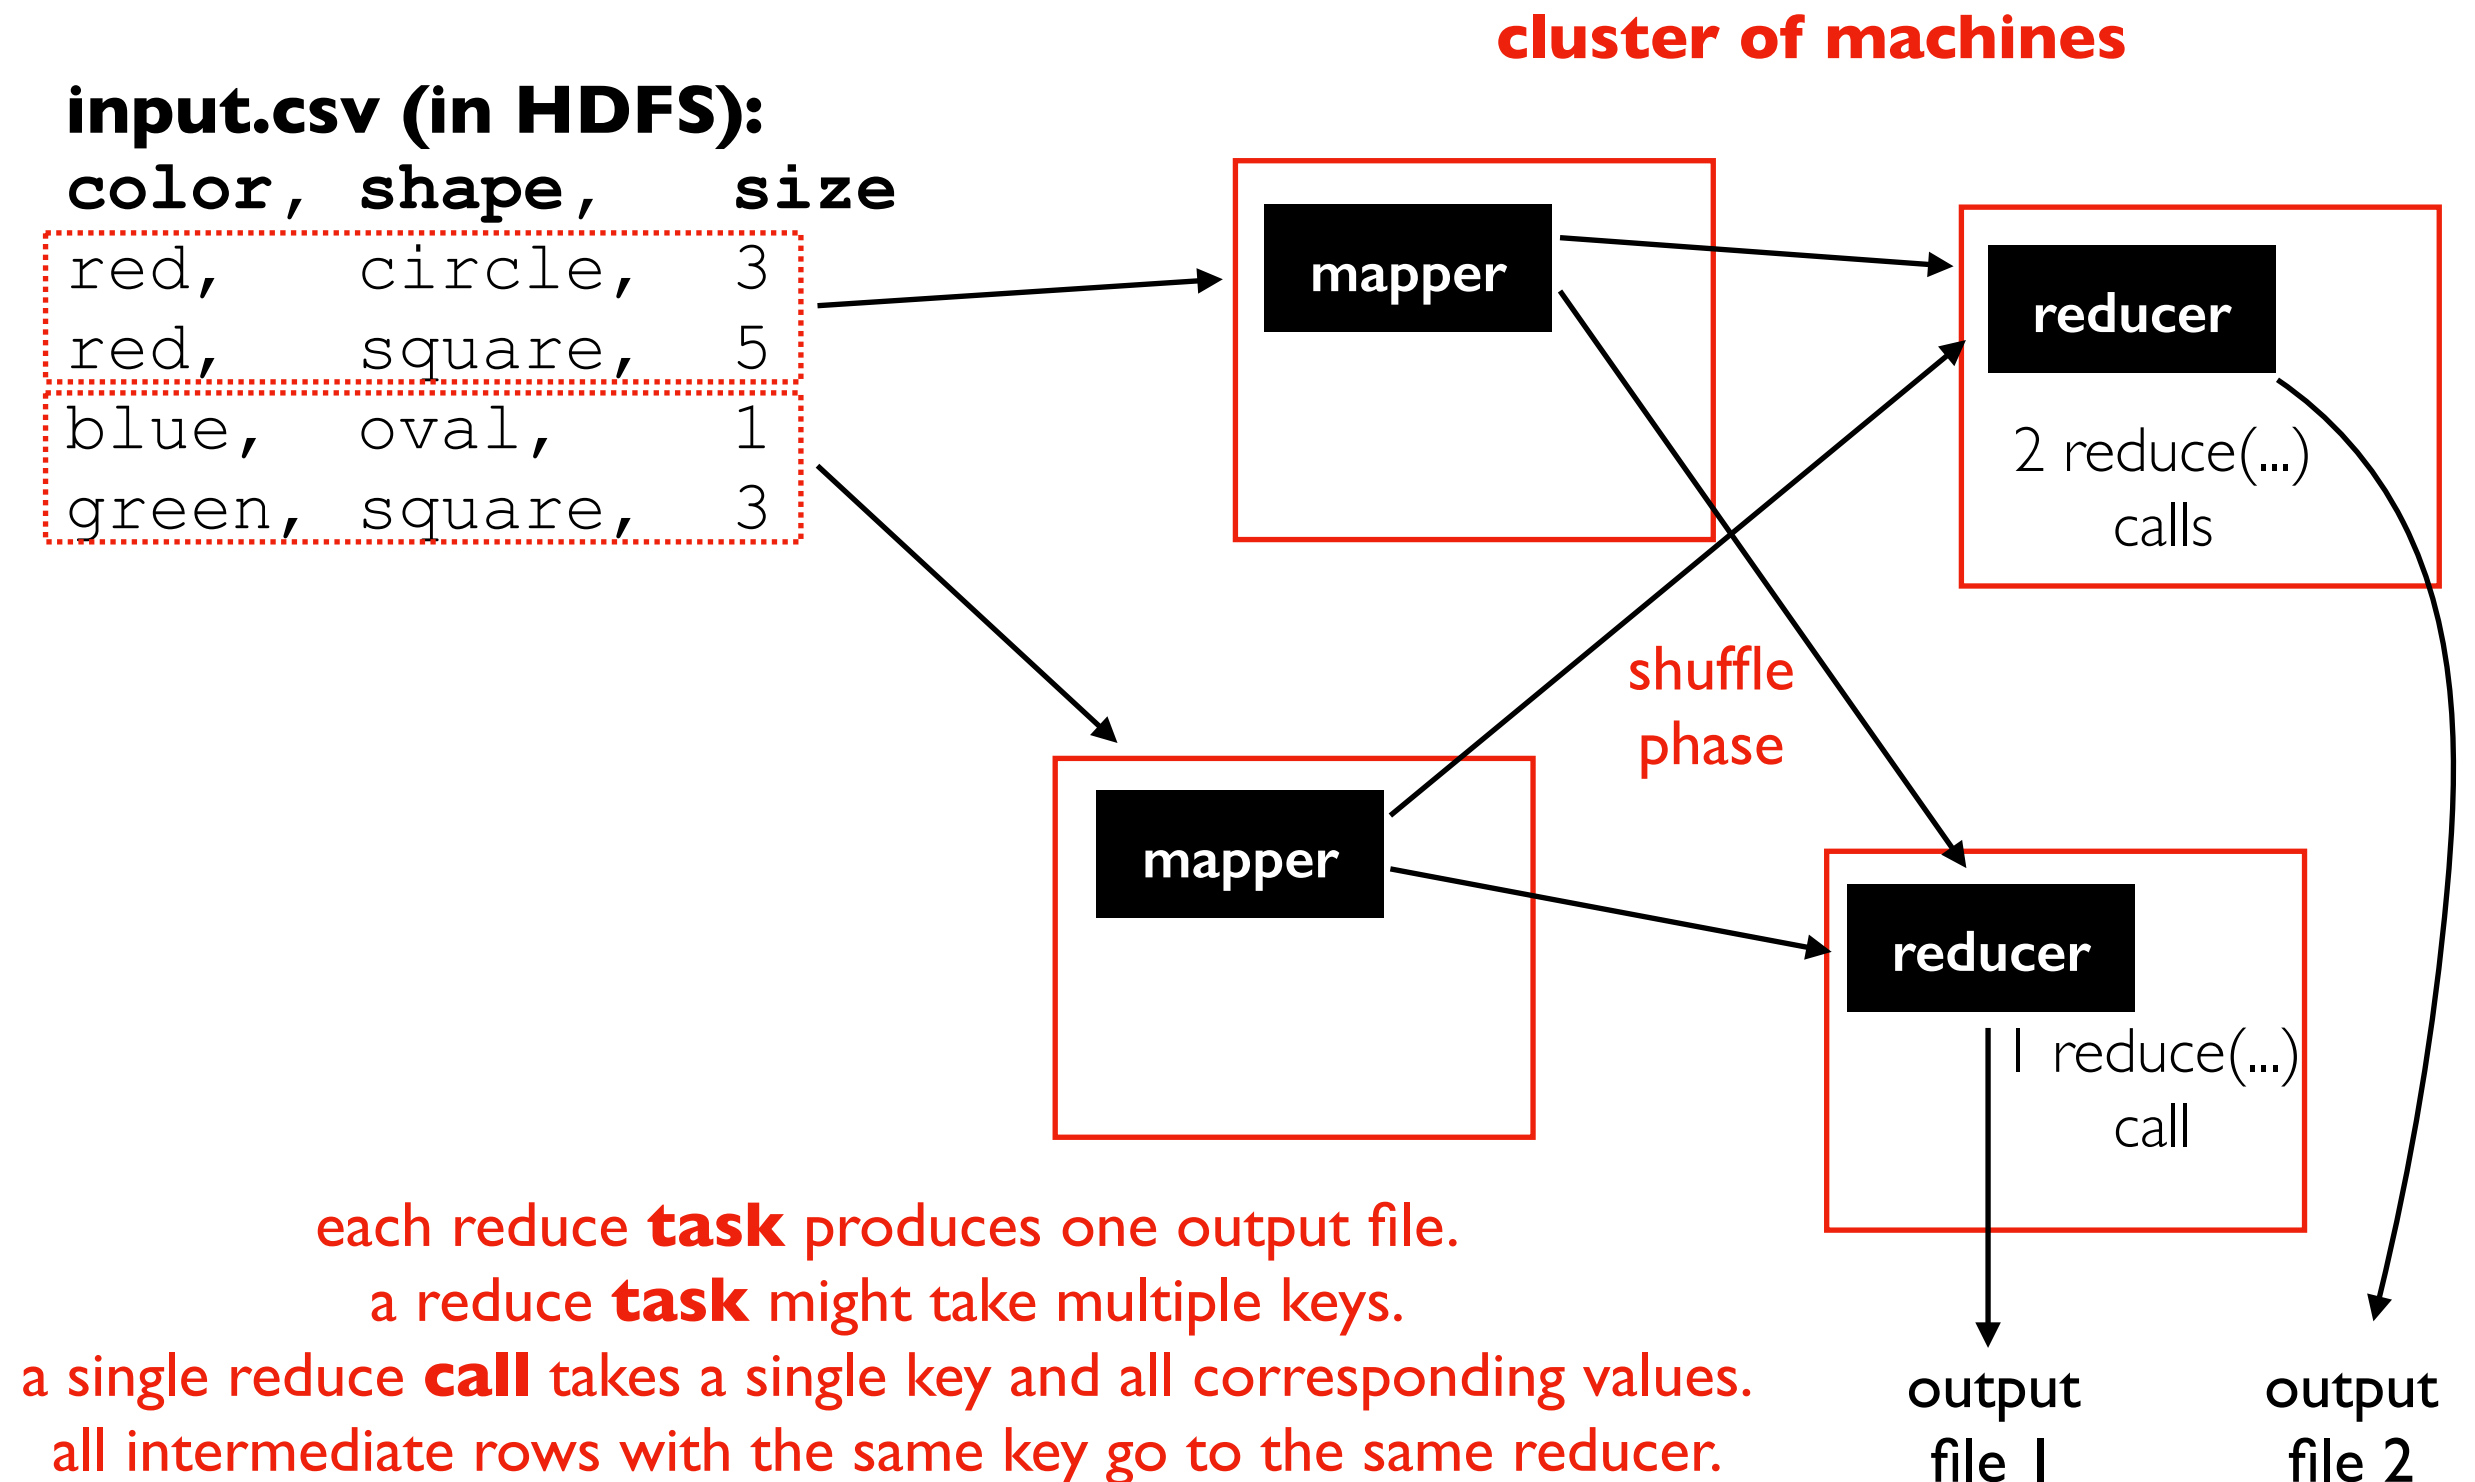 cluster of machines
input.csv (in HDFS):
color, shape, size
red, circle, 3
red, square, 5
blue, oval, 1
green, square, 3
mapper
reducer
2 reduce(...)
calls
shuffle
phase
mapper
reducer
1 reduce(...)
call
each reduce task produces one output file.
a reduce task might take multiple keys.
a single reduce call takes a single key and all corresponding values.
all intermediate rows with the same key go to the same reducer.
output
file 1
output
file 2